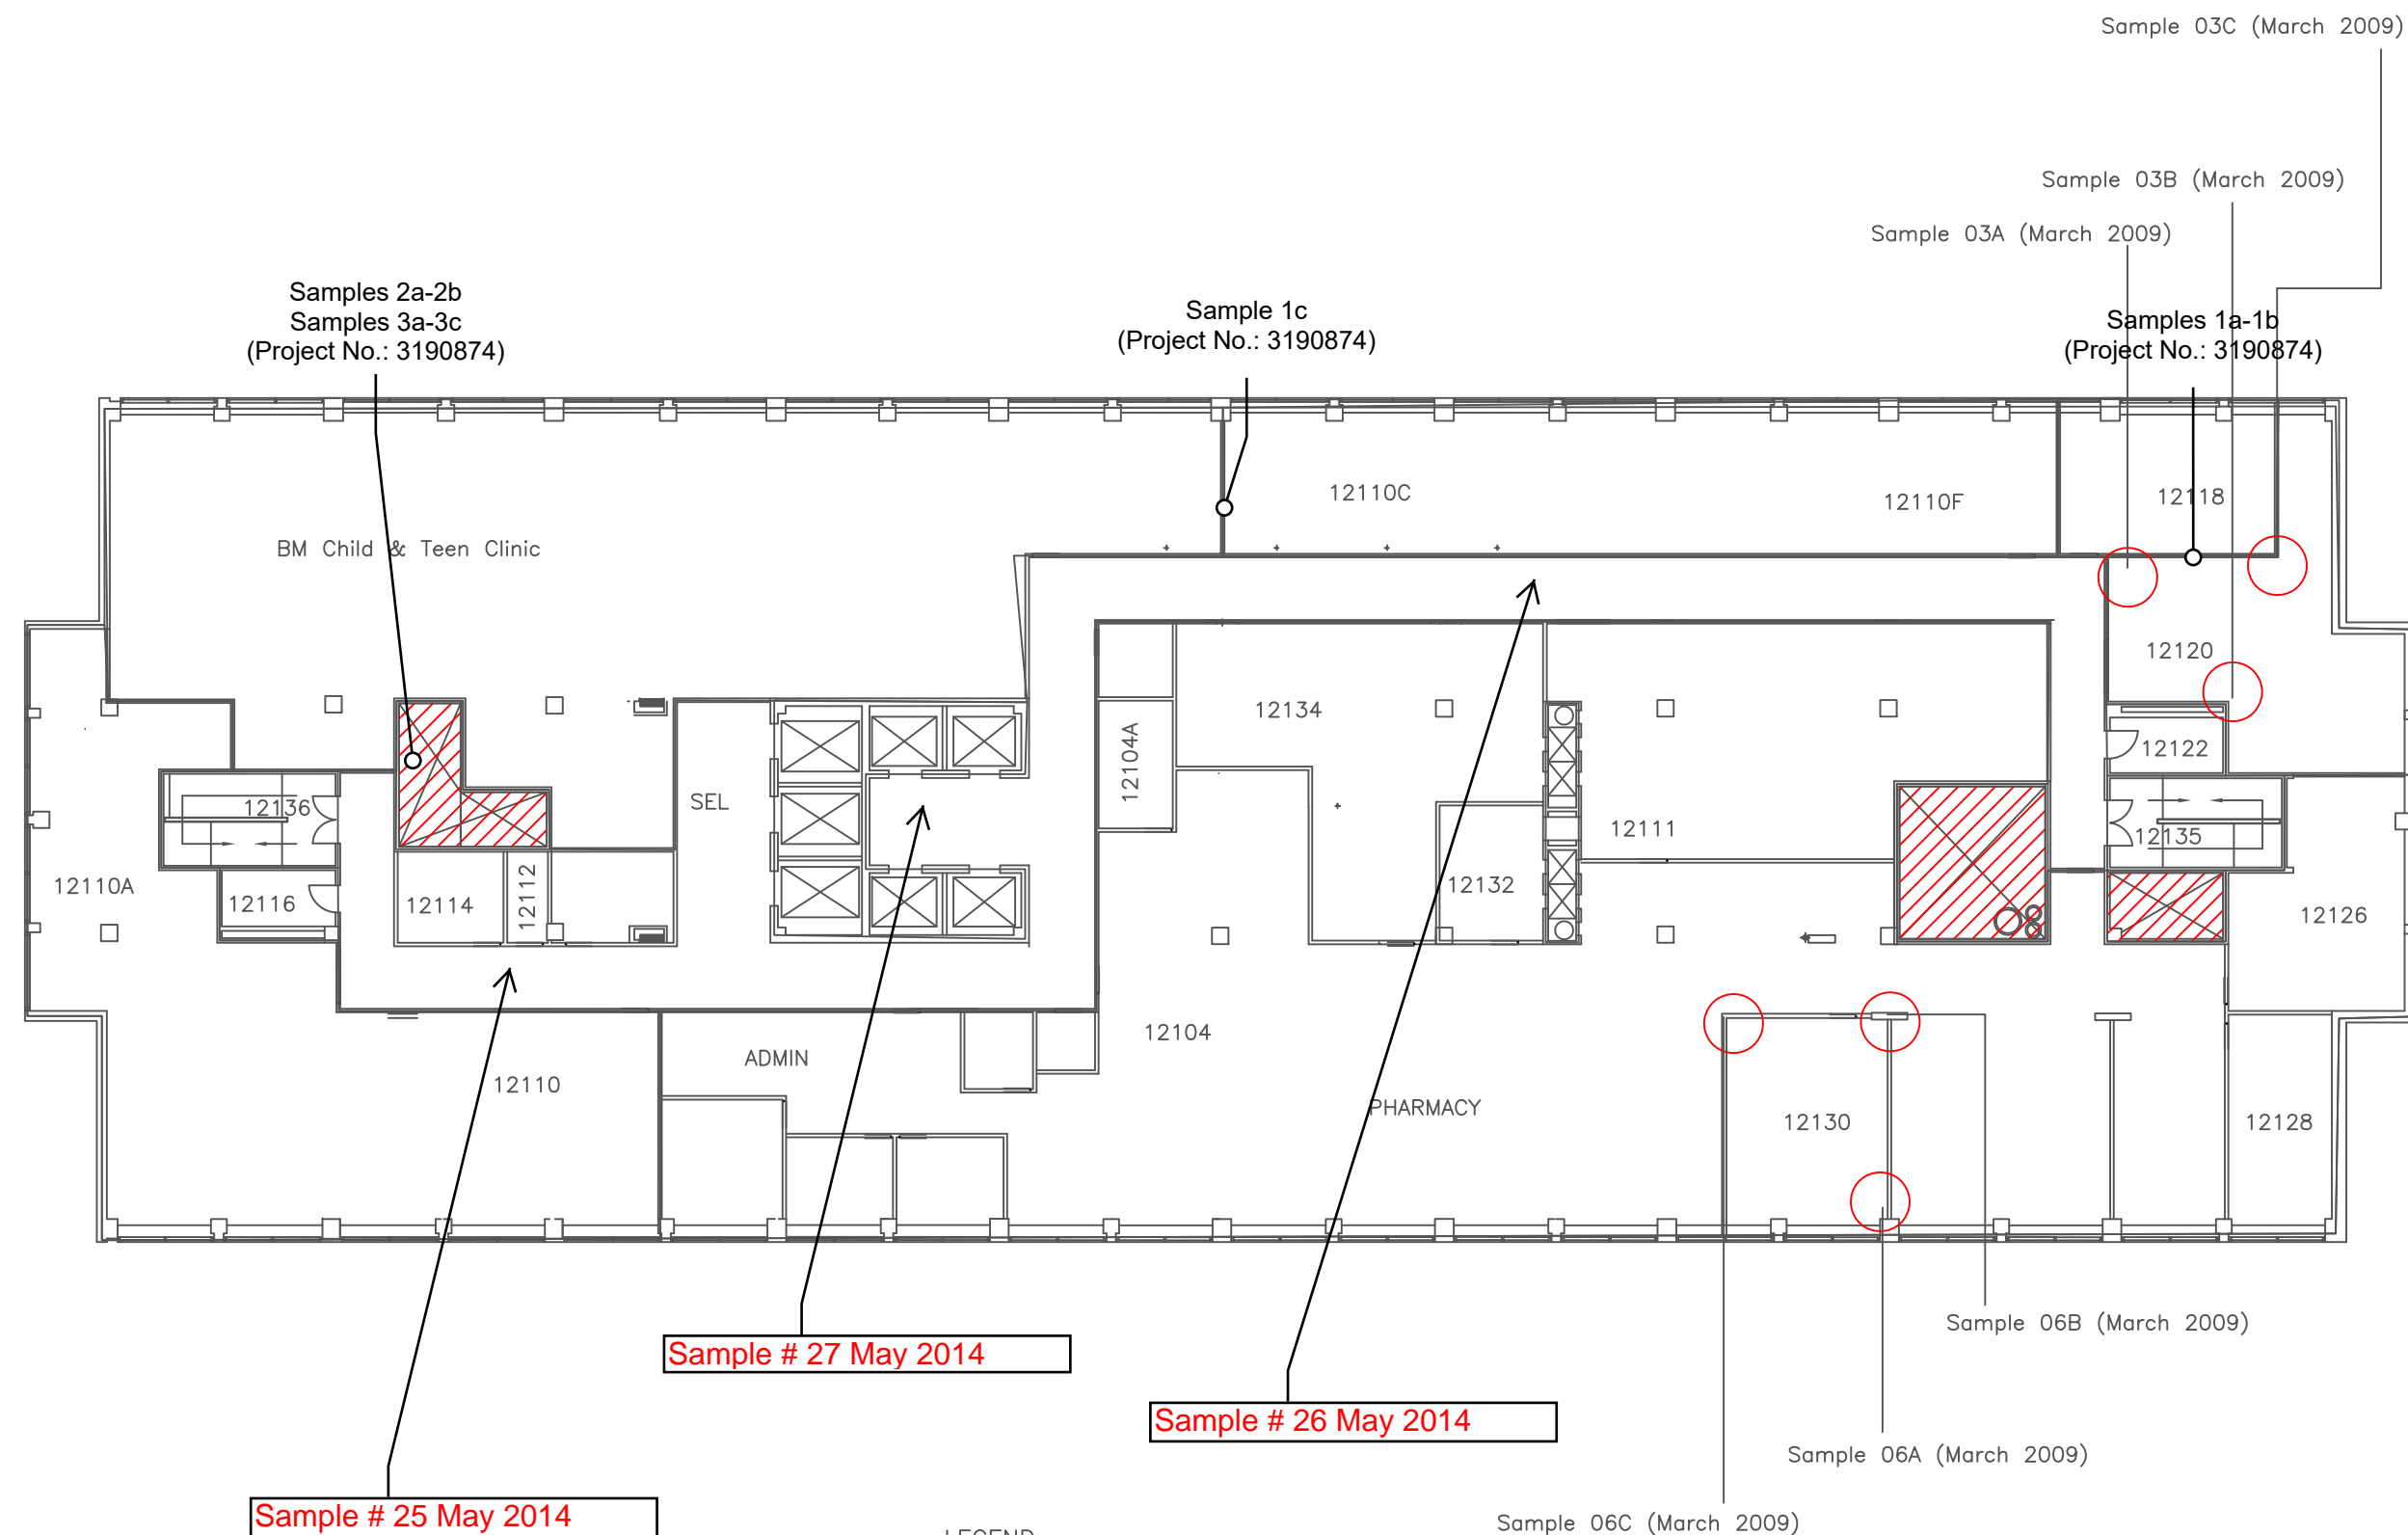 Sample 03C (March 2009)
Sample 03B (March 2009)
Sample 03A (March 2009)
Samples 2a-2b
Samples 3a-3c
(Project No.: 3190874)
Sample 1c
(Project No.: 3190874)
Samples 1a-1b
(Project No.: 3190874)
12110C
12110F
12118
BM Child & Teen Clinic
12120
12134
12104A
12122
SEL
12136
12111
12135
12110A
12116
12114
12112
12132
12126
12104
ADMIN
12110
PHARMACY
12130
12128
Sample 06B (March 2009)
Sample # 27 May 2014
Sample # 26 May 2014
Sample 06A (March 2009)
Sample # 25 May 2014
Sample 06C (March 2009)
LEGEND